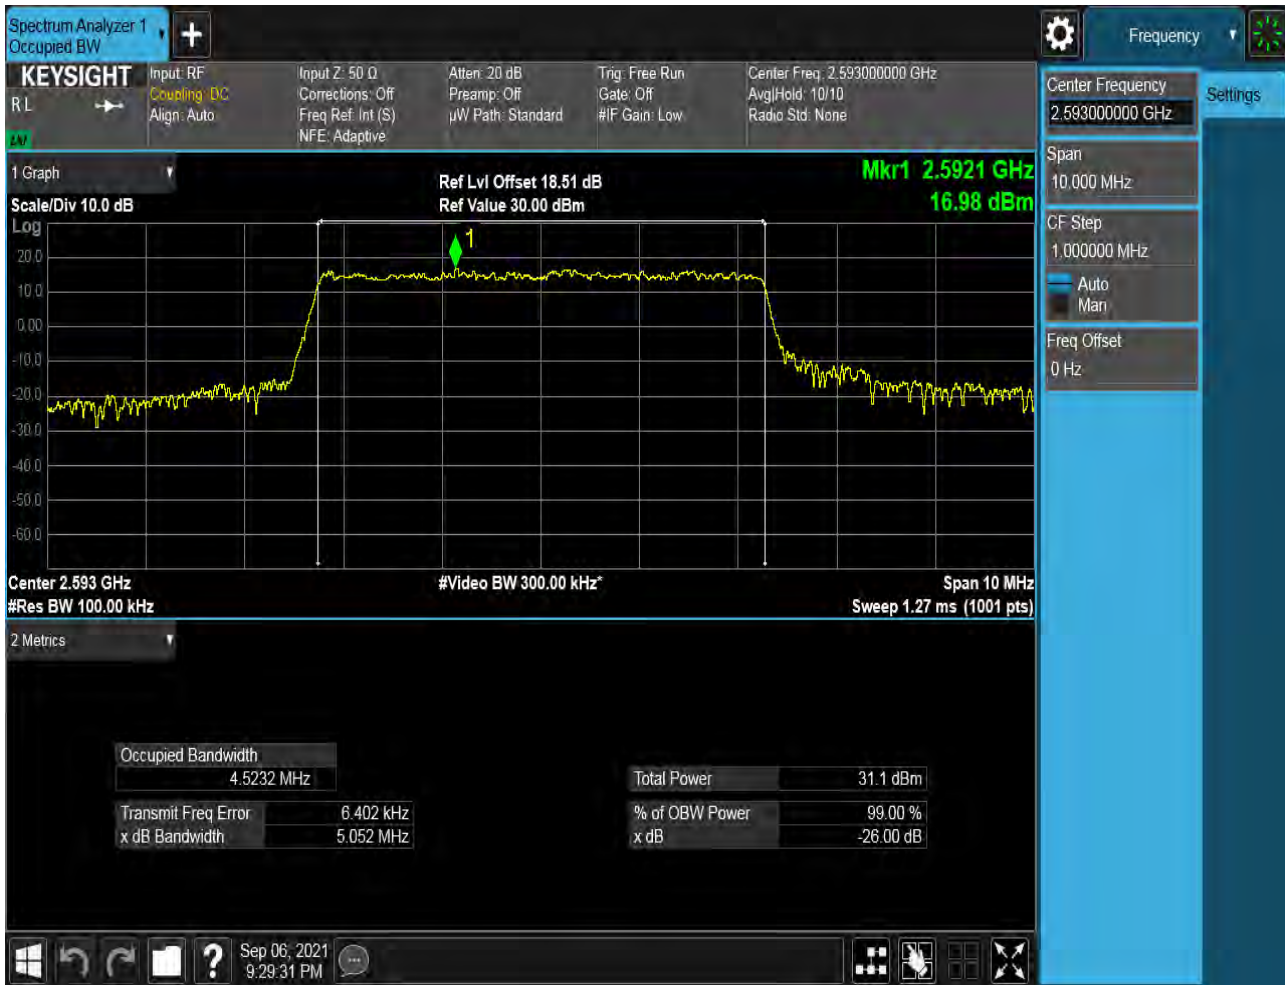 Spectrum Analyzer 1
Occupied BW
Frequency
KEYSIGHT
R L
LNI
Input: RF
Coupling: DC
Align: Auto
Input Z: 50 Ω
Corrections: Off
Freq Ref: Int (S)
NFE: Adaptive
Atten: 20 dB
Preamp: Off
µW Path: Standard
Trig: Free Run
Gate: Off
#IF Gain: Low
Center Freq: 2.593000000 GHz
Avg|Hold: 10/10
Radio Std: None
1 Graph
Scale/Div 10.0 dB
Ref Lvl Offset 18.51 dB
Ref Value 30.00 dBm
Mkr1 2.5921 GHz
16.98 dBm
Log
20.0
10.0
0.00
-10.0
-20.0
-30.0
-40.0
-50.0
-60.0
1
Center 2.593 GHz
#Res BW 100.00 kHz
#Video BW 300.00 kHz*
Span 10 MHz
Sweep 1.27 ms (1001 pts)
2 Metrics
Occupied Bandwidth
4.5232 MHz
Transmit Freq Error 6.402 kHz
x dB Bandwidth 5.052 MHz
Total Power 31.1 dBm
% of OBW Power 99.00 %
x dB -26.00 dB
?
Sep 06, 2021
9:29:31 PM
Center Frequency
2.593000000 GHz
Span
10.000 MHz
CF Step
1.000000 MHz
Auto
Man
Freq Offset
0 Hz
Settings